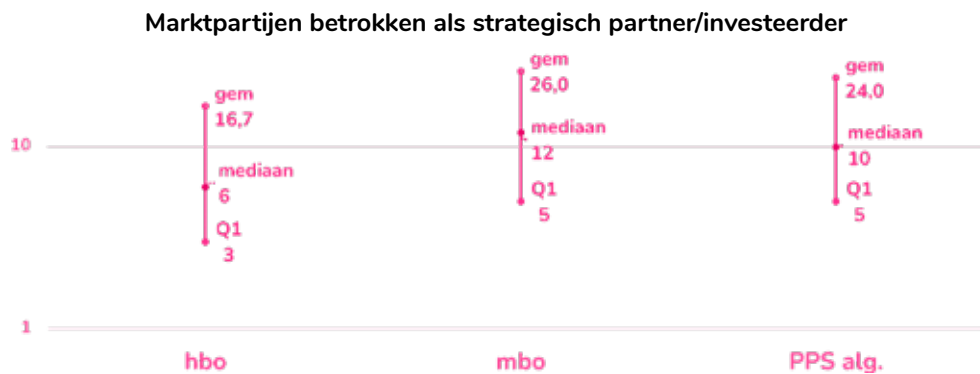 Marktpartijen betrokken als strategisch partner/investeerder
gem
16,7
mediaan
6
Q1
3
gem
26,0
mediaan
12
Q1
5
gem
24,0
mediaan
10
Q1
5
10
1
hbo
mbo
PPS alg.